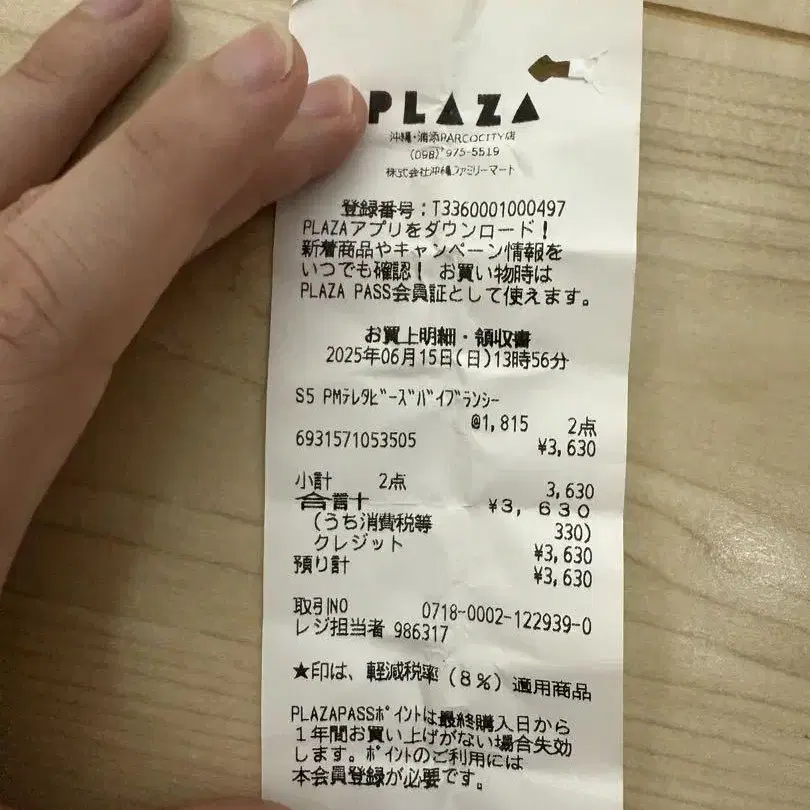 PLAZA
沖縄・浦添PARCOCITY店
(098) 975-5519
株式会社沖縄ファミリーマート
登録番号:T3360001000497
PLAZAアプリをダウンロード!
新着商品やキャンペーン情報を
いつでも確認! お買い物時は
PLAZA PASS会員証として使えます。
お買上明細・領収書
2025年06月15日(日)13時56分
S5 PMテレタビーズバイブランシー
@1,815 2点
6931571053505 ¥3,630
小計 2点 3,630
合計 ¥3,630
(うち消費税等 330)
クレジット ¥3,630
預り計 ¥3,630
取引NO 0718-0002-122939-0
レジ担当者 986317
★印は、軽減税率(8%)適用商品
PLAZAPASSポイントは最終購入日から
1年間お買い上げがない場合失効
します。ポイントのご利用には
本会員登録が必要です。